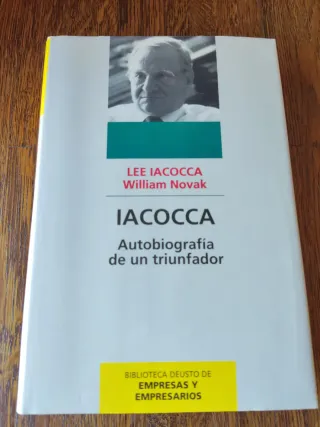 LEE IACOCCA
William Novak
IACOCCA
Autobiografía
de un triunfador
BIBLIOTECA DEUSTO DE
EMPRESAS Y
EMPRESARIOS